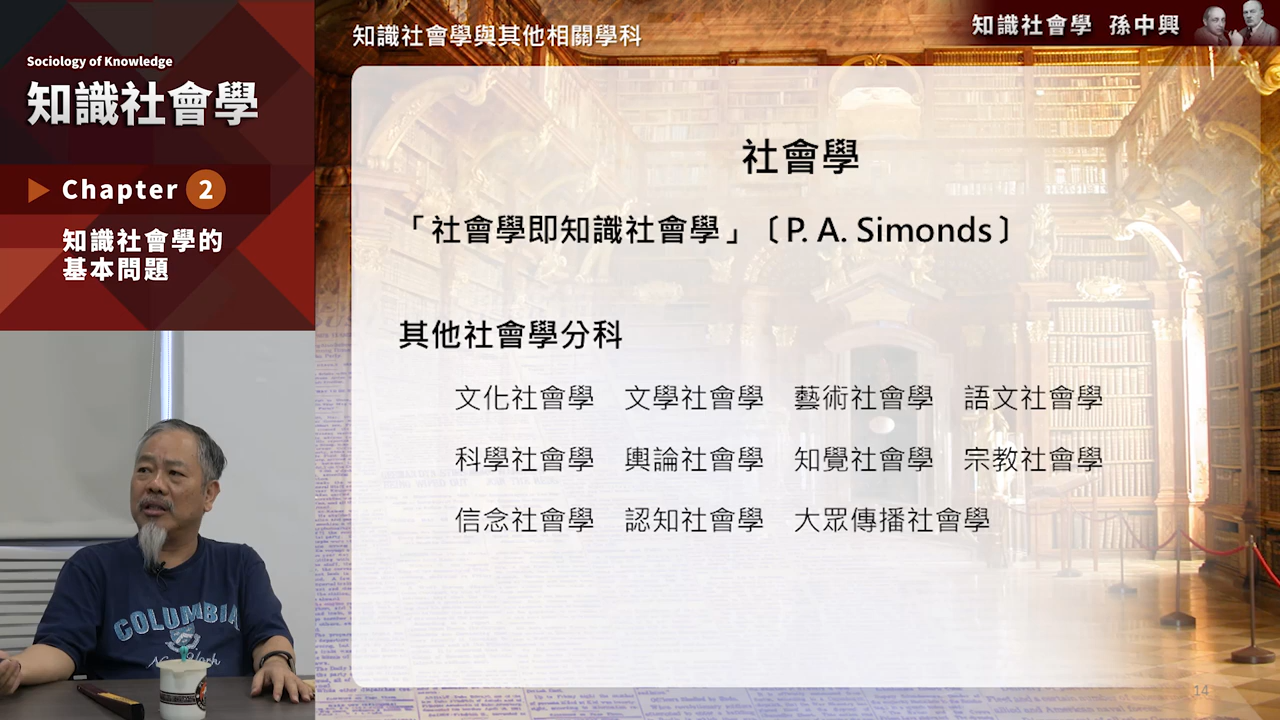 Sociology of Knowledge
知識社會學
Chapter 2
知識社會學的
基本問題
COLUMBIA
New York
知識社會學與其他相關學科
知識社會學 孫中興
社會學
「社會學即知識社會學」〔P. A. Simonds〕
其他社會學分科
文化社會學 文學社會學 藝術社會學 語文社會學
科學社會學 輿論社會學 知覺社會學 宗教社會學
信念社會學 認知社會學 大眾傳播社會學
14